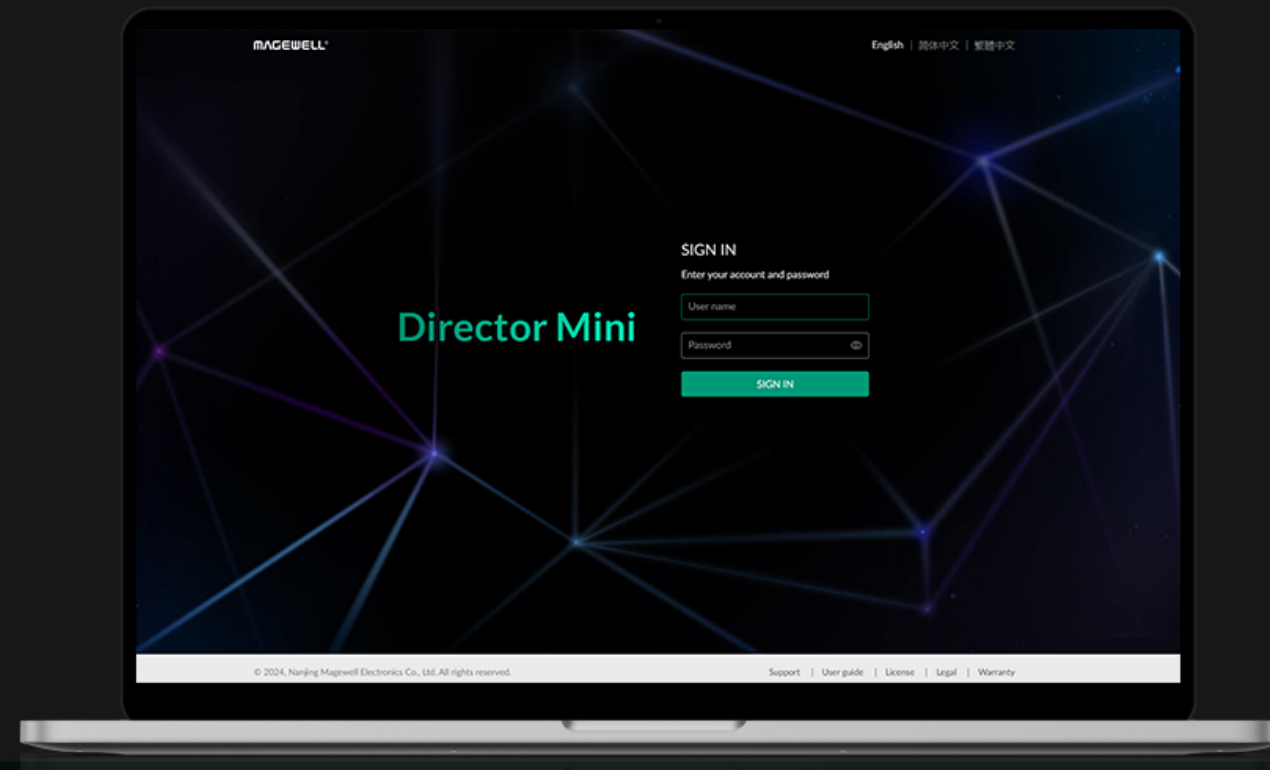 MAGEWELL®
English | 简体中文 | 繁體中文
SIGN IN
Enter your account and password
User name
Director Mini
Password
SIGN IN
© 2024, Nanjing Magewell Electronics Co., Ltd. All rights reserved.
Support | User guide | License | Legal | Warranty